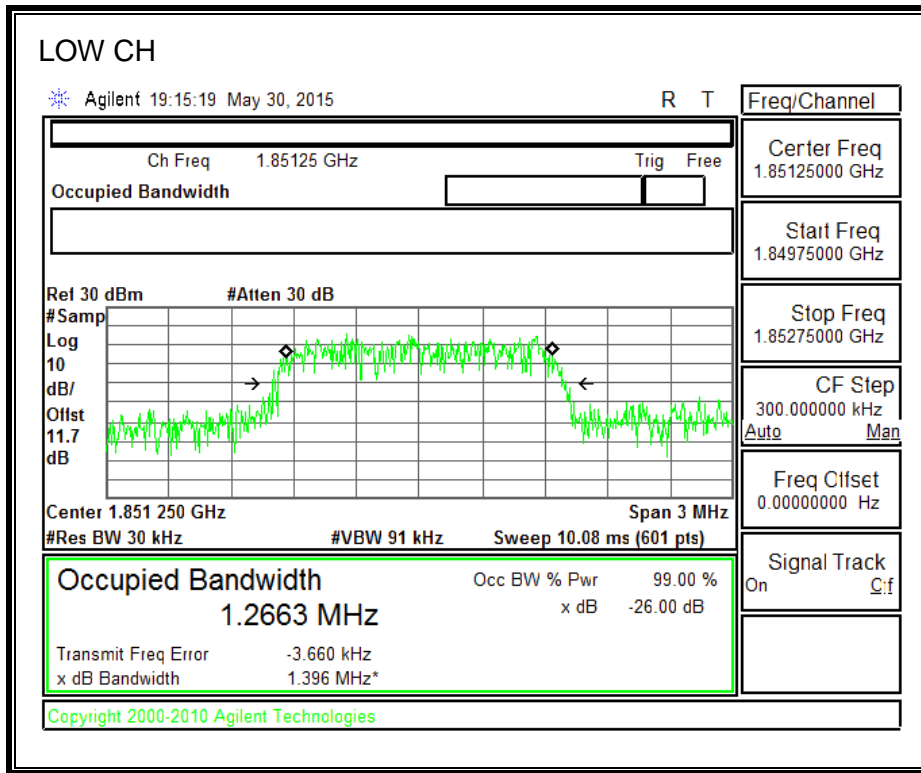 LOW CH
Agilent 19:15:19 May 30, 2015 R T
Freq/Channel
Ch Freq 1.85125 GHz Trig Free
Occupied Bandwidth
Center Freq
1.85125000 GHz
Start Freq
1.84975000 GHz
Stop Freq
1.85275000 GHz
CF Step
300.000000 kHz
Auto Man
Freq Offset
0.00000000 Hz
Signal Track
On Off
Ref 30 dBm #Atten 30 dB
#Samp
Log
10
dB/
Offst
11.7
dB
Center 1.851 250 GHz Span 3 MHz
#Res BW 30 kHz #VBW 91 kHz Sweep 10.08 ms (601 pts)
Occupied Bandwidth Occ BW % Pwr 99.00 %
1.2663 MHz x dB -26.00 dB
Transmit Freq Error -3.660 kHz
x dB Bandwidth 1.396 MHz*
Copyright 2000-2010 Agilent Technologies